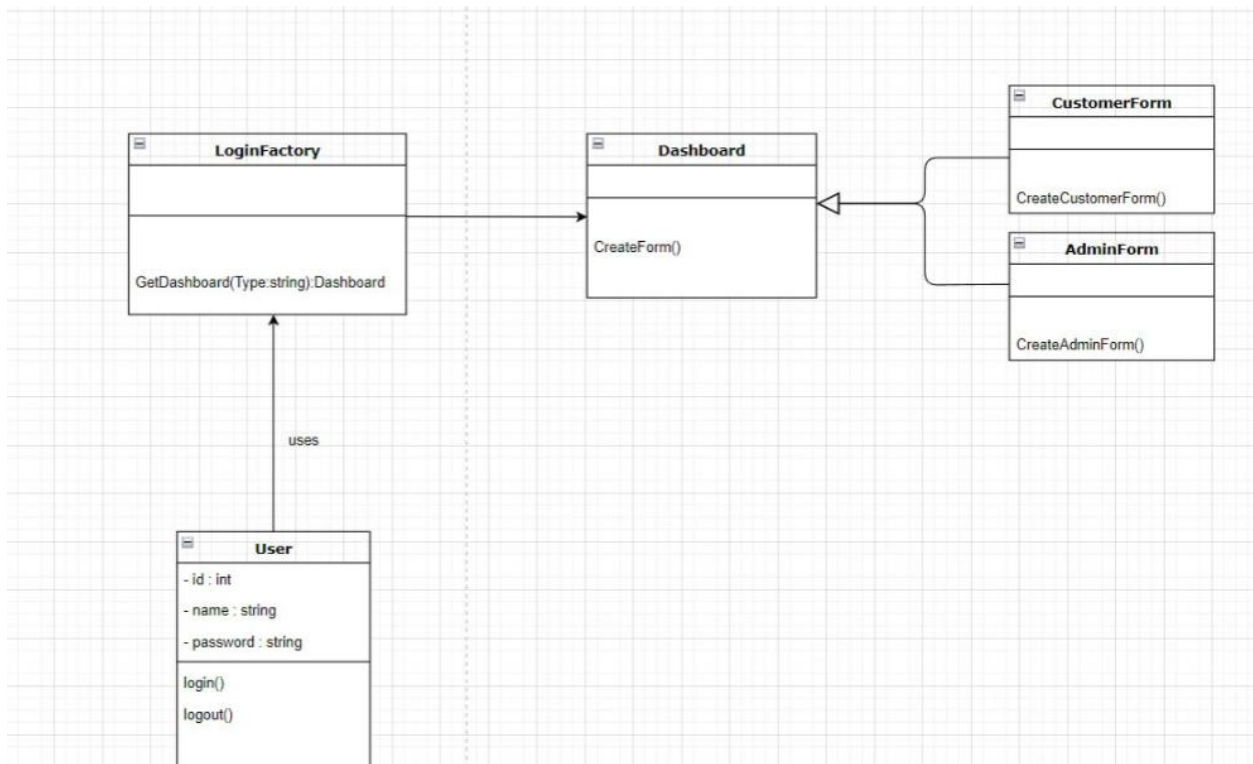 LoginFactory
GetDashboard(Type:string):Dashboard
Dashboard
CreateForm()
CustomerForm
CreateCustomerForm()
AdminForm
CreateAdminForm()
uses
User
- id : int
- name : string
- password : string
login()
logout()